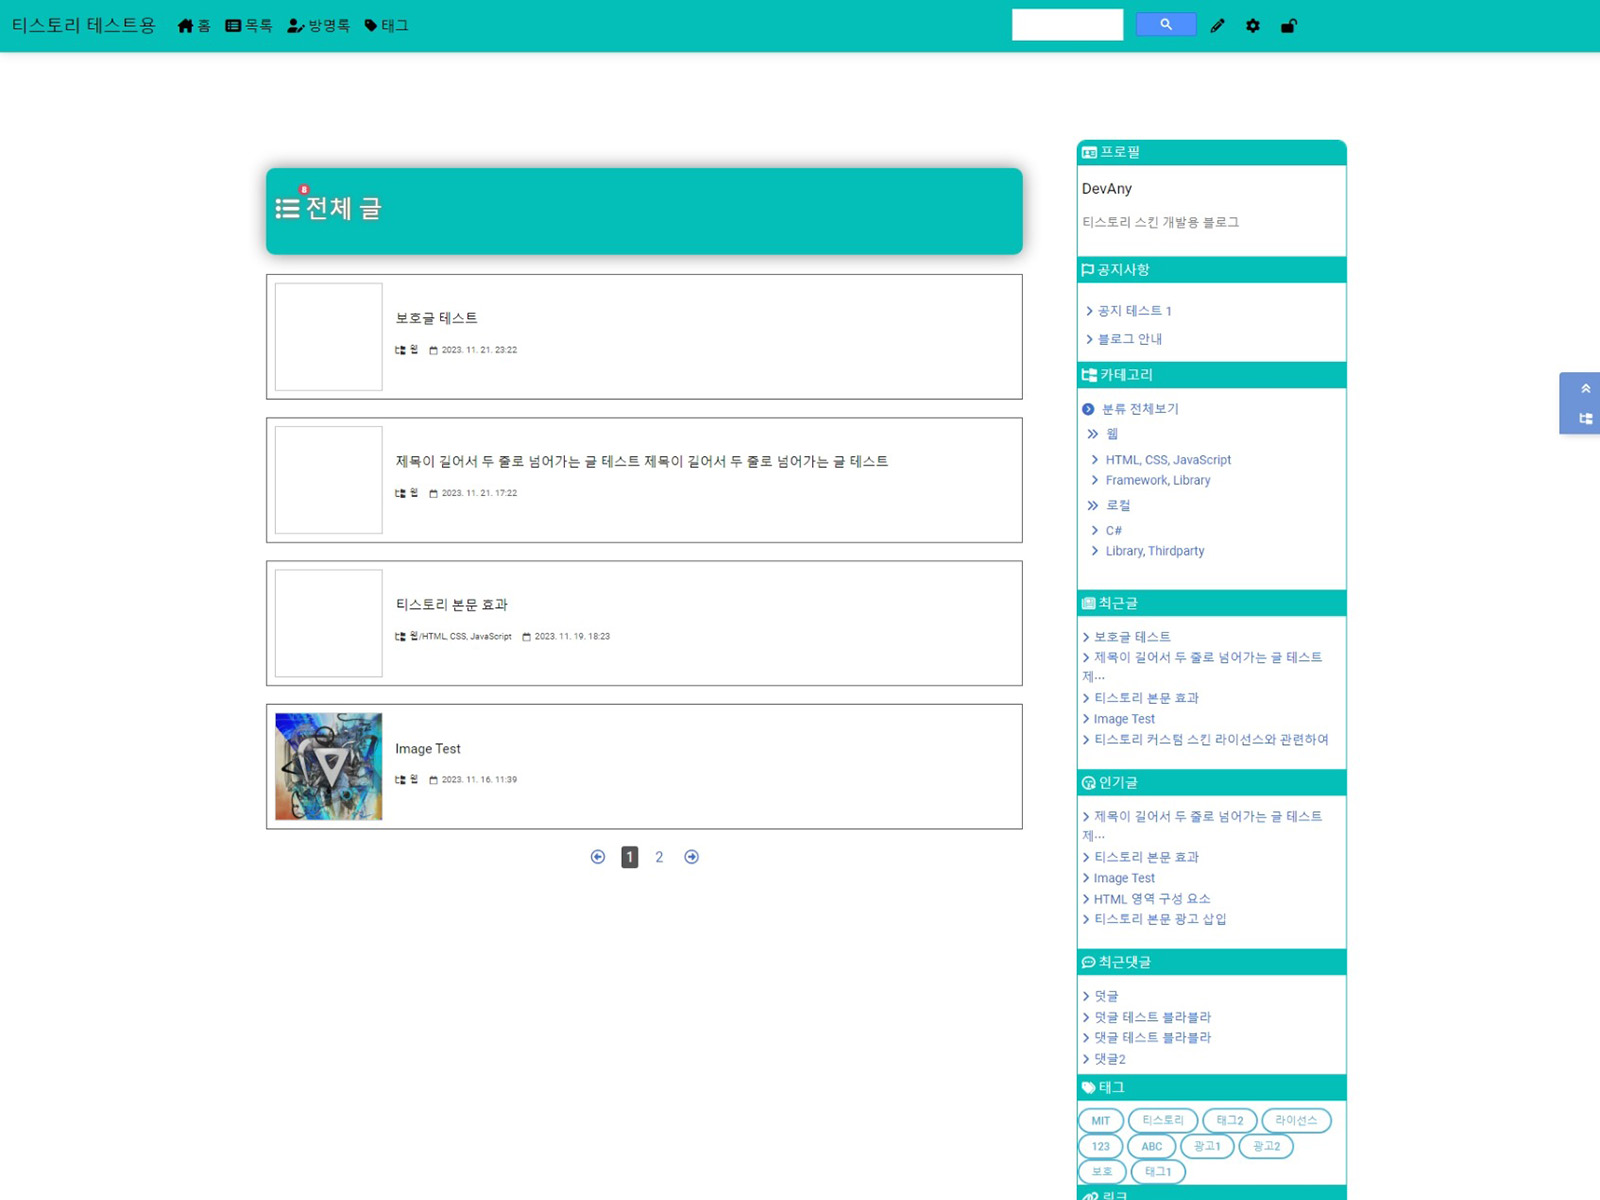 티스토리 테스트용 홈 목록 방명록 태그
8
전체 글
보호글 테스트
웹 2023. 11. 21. 23:22
제목이 길어서 두 줄로 넘어가는 글 테스트 제목이 길어서 두 줄로 넘어가는 글 테스트
웹 2023. 11. 21. 17:22
티스토리 본문 효과
웹/HTML, CSS, JavaScript 2023. 11. 19. 18:23
Image Test
웹 2023. 11. 16. 11:39
1 2
프로필
DevAny
티스토리 스킨 개발용 블로그
공지사항
공지 테스트 1
블로그 안내
카테고리
분류 전체보기
웹
HTML, CSS, JavaScript
Framework, Library
로컬
C#
Library, Thirdparty
최근글
보호글 테스트
제목이 길어서 두 줄로 넘어가는 글 테스트
제…
티스토리 본문 효과
Image Test
티스토리 커스텀 스킨 라이선스와 관련하여
인기글
제목이 길어서 두 줄로 넘어가는 글 테스트
제…
티스토리 본문 효과
Image Test
HTML 영역 구성 요소
티스토리 본문 광고 삽입
최근댓글
덧글
덧글 테스트 블라블라
댓글 테스트 블라블라
댓글2
태그
MIT 티스토리 태그2 라이선스
123 ABC 광고1 광고2
보호 태그1
링크